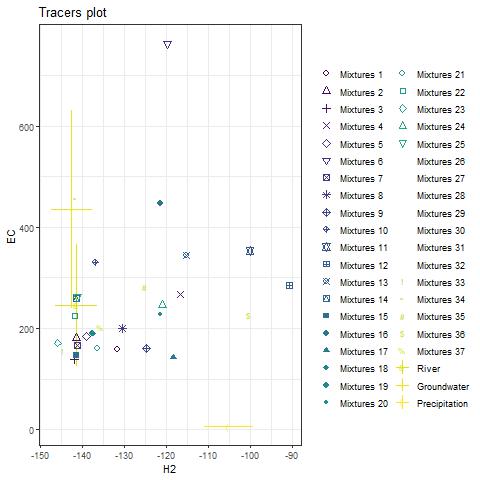 Tracers plot
EC
600
400
200
0
-150
-140
-130
-120
-110
-100
-90
H2
Mixtures 1
Mixtures 2
Mixtures 3
Mixtures 4
Mixtures 5
Mixtures 6
Mixtures 7
Mixtures 8
Mixtures 9
Mixtures 10
Mixtures 11
Mixtures 12
Mixtures 13
Mixtures 14
Mixtures 15
Mixtures 16
Mixtures 17
Mixtures 18
Mixtures 19
Mixtures 20
Mixtures 21
Mixtures 22
Mixtures 23
Mixtures 24
Mixtures 25
Mixtures 26
Mixtures 27
Mixtures 28
Mixtures 29
Mixtures 30
Mixtures 31
Mixtures 32
Mixtures 33
Mixtures 34
Mixtures 35
Mixtures 36
Mixtures 37
River
Groundwater
Precipitation